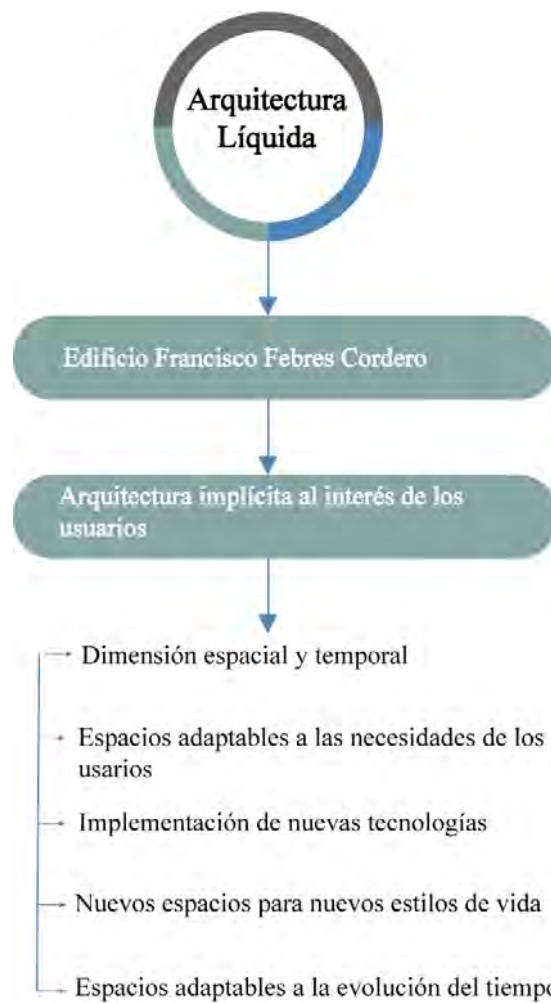 Arquitectura
Líquida
Edificio Francisco Febres Cordero
Arquitectura implícita al interés de los
usuarios
Dimensión espacial y temporal
Espacios adaptables a las necesidades de los
usarios
Implementación de nuevas tecnologías
Nuevos espacios para nuevos estilos de vida
Espacios adaptables a la evolución del tiempo